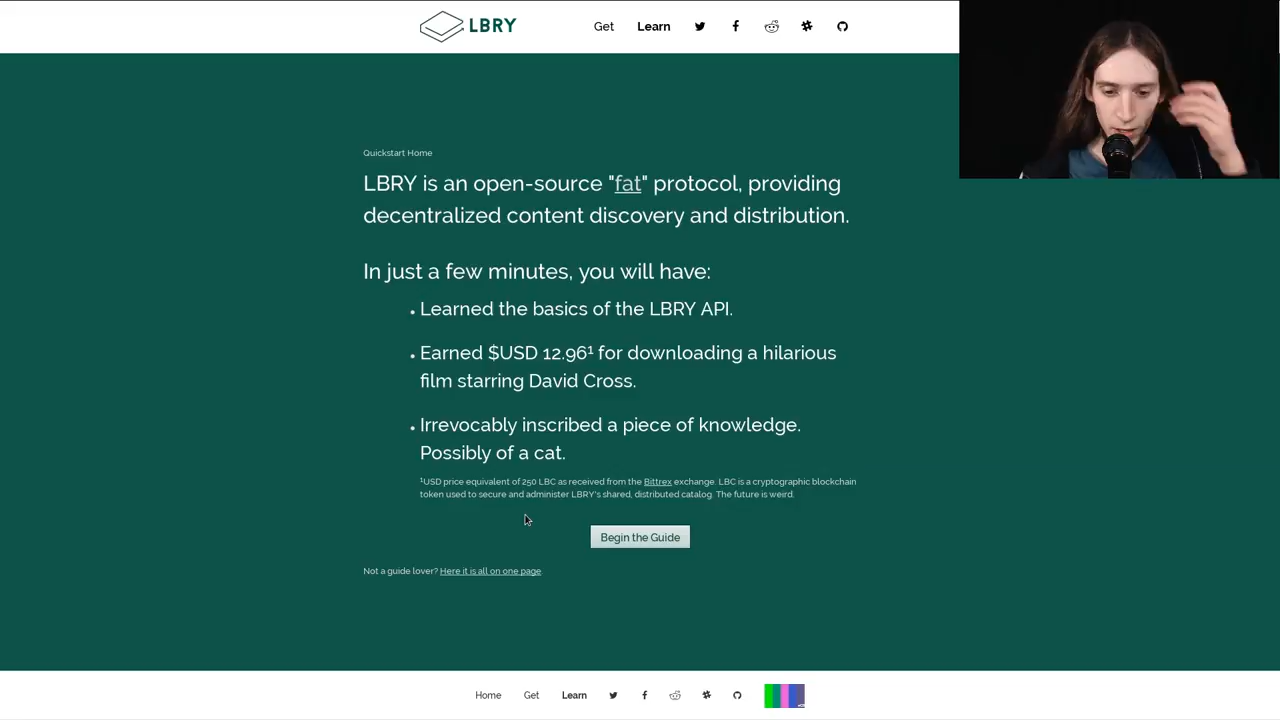 LBRY
Get Learn
Quickstart Home
LBRY is an open-source "fat" protocol, providing
decentralized content discovery and distribution.
In just a few minutes, you will have:
• Learned the basics of the LBRY API.
• Earned $USD 12.96¹ for downloading a hilarious
film starring David Cross.
• Irrevocably inscribed a piece of knowledge.
Possibly of a cat.
¹USD price equivalent of 250 LBC as received from the Bittrex exchange. LBC is a cryptographic blockchain
token used to secure and administer LBRY's shared, distributed catalog. The future is weird.
Begin the Guide
Not a guide lover? Here it is all on one page.
Home Get Learn